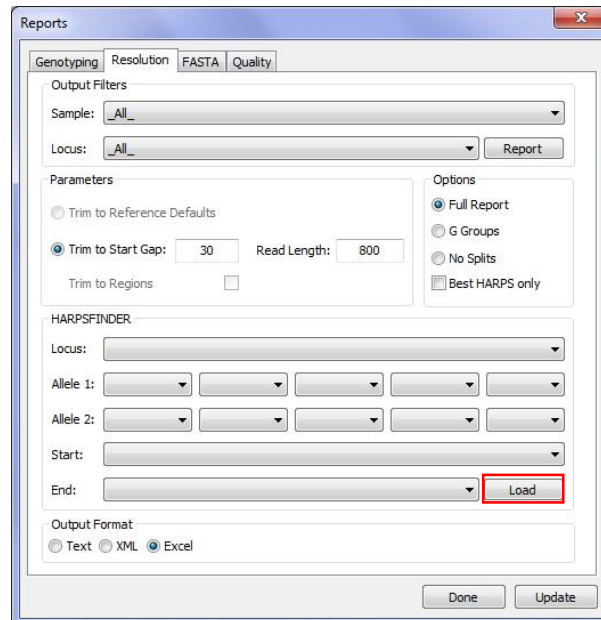 Reports
Genotyping Resolution FASTA Quality
Output Filters
Sample: _All_
Locus: _All_ Report
Parameters
Trim to Reference Defaults
Trim to Start Gap: 30 Read Length: 800
Trim to Regions
Options
Full Report
G Groups
No Splits
Best HARPS only
HARPSFINDER
Locus:
Allele 1:
Allele 2:
Start:
End: Load
Output Format
Text XML Excel
Done Update